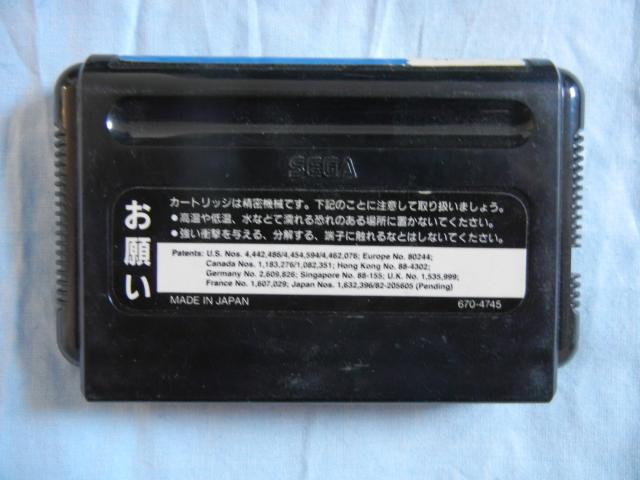 SEGA
お願い
カートリッジは精密機械です。下記のことに注意して取り扱いましょう。
●高温や低温、水などで濡れる恐れのある場所に置かないでください。
●強い衝撃を与える、分解する、端子に触れるなどはしないでください。
Patents: U.S. Nos. 4,442,486/4,454,594/4,462,076; Europe No. 80244;
Canada Nos. 1,183,276/1,082,351; Hong Kong No. 88-4302;
Germany No. 2,609,826; Singapore No. 88-155; U.K. No. 1,535,999;
France No. 1,607,029; Japan Nos. 1,632,396/82-205605 (Pending)
MADE IN JAPAN
670-4745